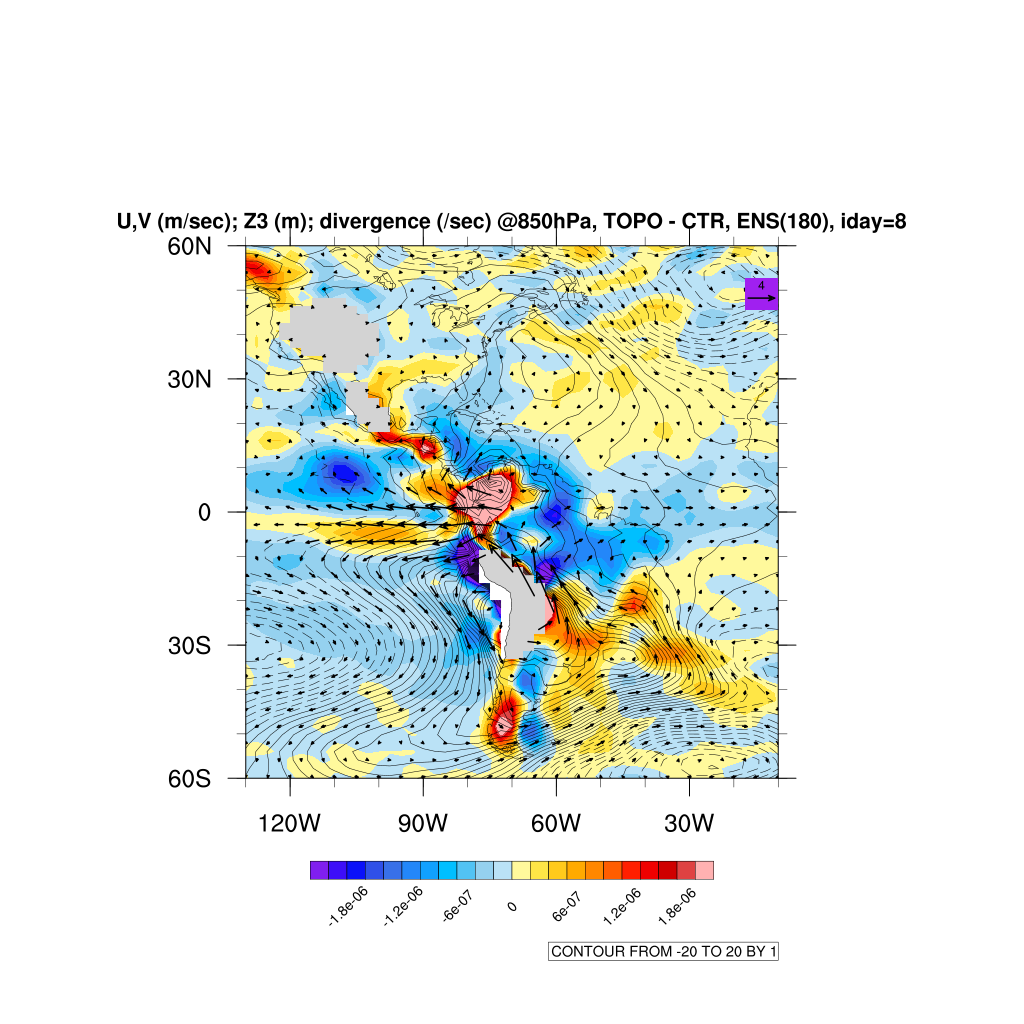 U,V (m/sec); Z3 (m); divergence (/sec) @850hPa, TOPO - CTR, ENS(180), iday=8
60N
4
30N
0
30S
60S
120W 90W 60W 30W
-1.8e-06 -1.2e-06 -6e-07 0 6e-07 1.2e-06 1.8e-06
CONTOUR FROM -20 TO 20 BY 1